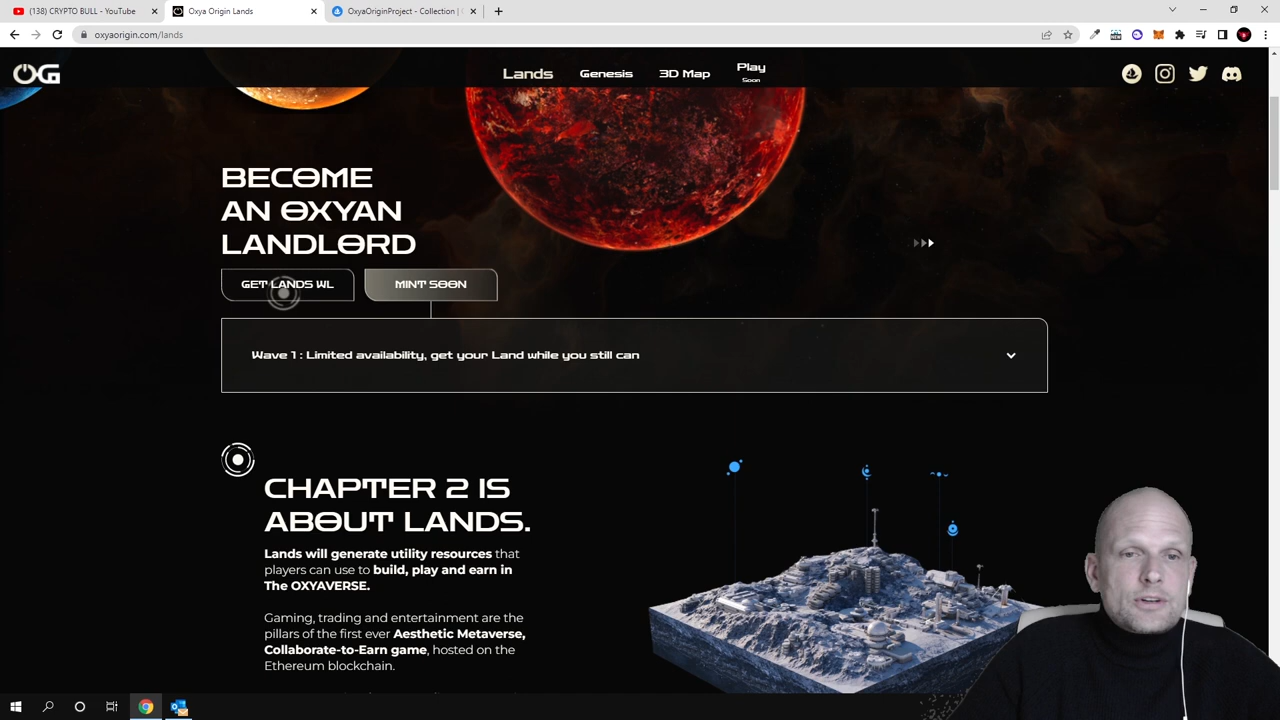 (138) CRYPTO BULL - YouTube
Oxya Origin Lands
OxyaOriginProject - Collection |
oxyaorigin.com/lands
OG
Lands
Genesis
3D Map
Play
Soon
BECOME
AN OXYAN
LANDLORD
GET LANDS WL
MINT SOON
Wave 1 : Limited availability, get your Land while you still can
CHAPTER 2 IS
ABOUT LANDS.
Lands will generate utility resources that
players can use to build, play and earn in
The OXYAVERSE.
Gaming, trading and entertainment are the
pillars of the first ever Aesthetic Metaverse,
Collaborate-to-Earn game, hosted on the
Ethereum blockchain.